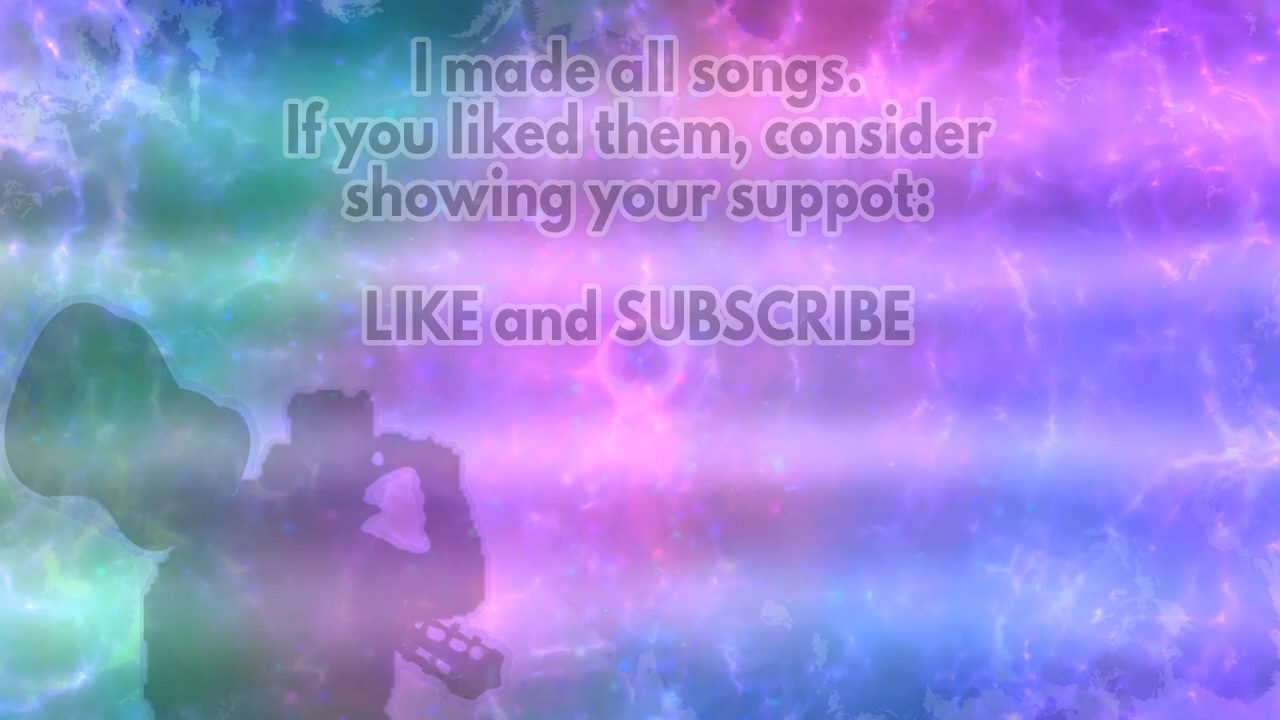 I made all songs.
If you liked them, consider
showing your suppot:
LIKE and SUBSCRIBE